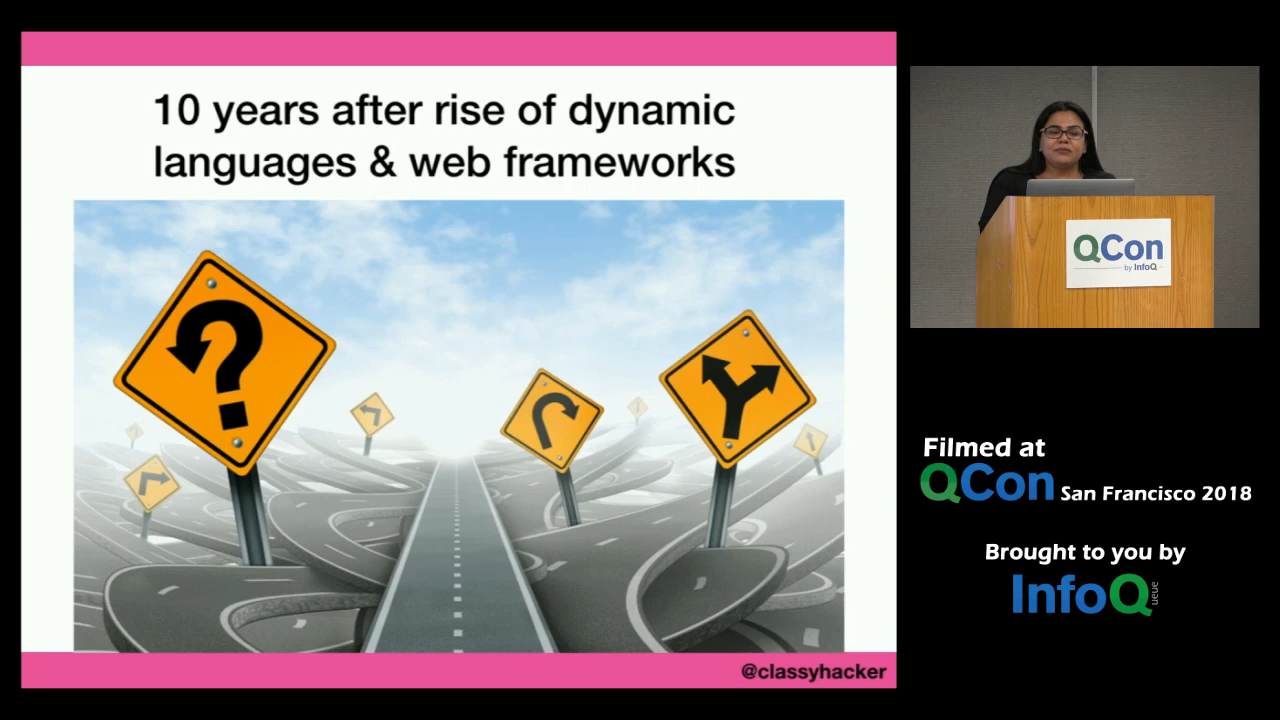 10 years after rise of dynamic
languages & web frameworks
@classyhacker
QCon
by InfoQ
Filmed at
QCon San Francisco 2018
Brought to you by
InfoQ
ueue